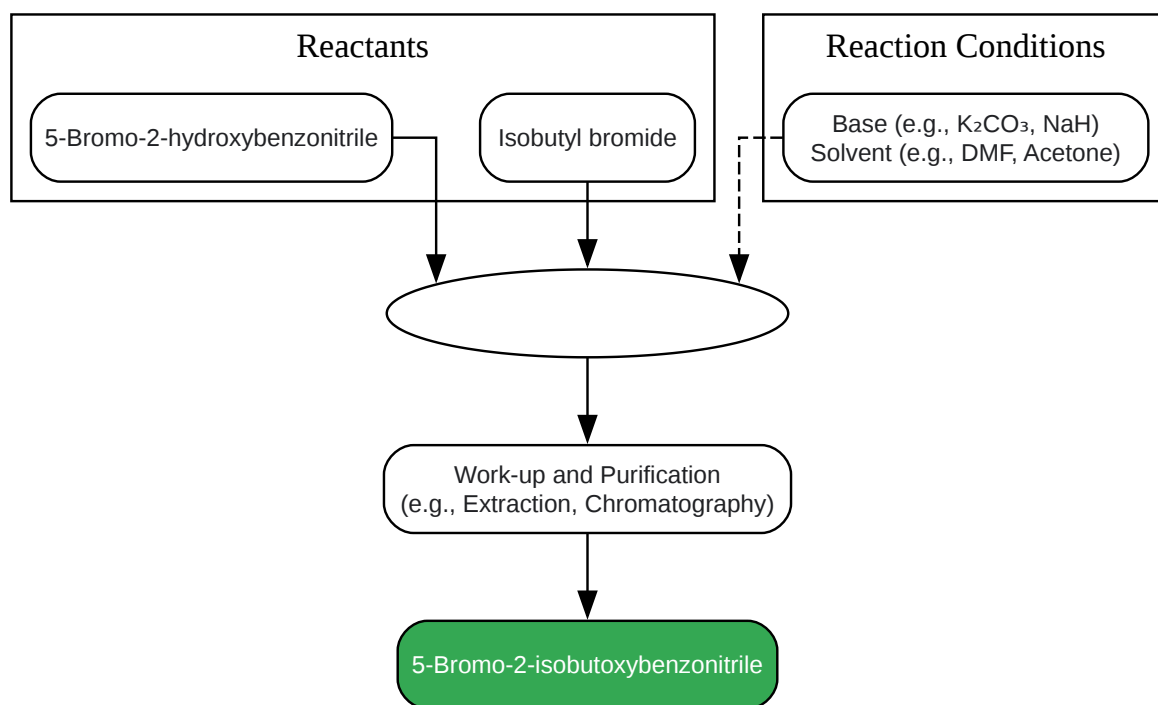 Reactants
Reaction Conditions
5-Bromo-2-hydroxybenzonitrile
Isobutyl bromide
Base (e.g., K₂CO₃, NaH)
Solvent (e.g., DMF, Acetone)
Work-up and Purification
(e.g., Extraction, Chromatography)
5-Bromo-2-isobutoxybenzonitrile